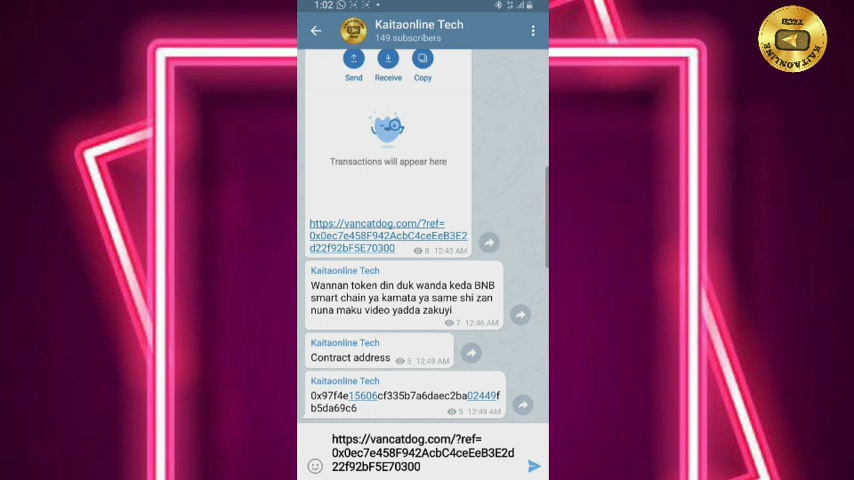 1:02
Kaitaonline Tech
149 subscribers
Send Receive Copy
Transactions will appear here
https://vancatdog.com/?ref=
0x0ec7e458F942AcbC4ceEeB3E2
d22f92bF5E70300 8 12:45 AM
Kaitaonline Tech
Wannan token din duk wanda keda BNB
smart chain ya kamata ya same shi zan
nuna maku video yadda zakuyi
7 12:46 AM
Kaitaonline Tech
Contract address 5 12:49 AM
Kaitaonline Tech
0x97f4e15606cf335b7a6daec2ba02449f
b5da69c6
5 12:49 AM
https://vancatdog.com/?ref=
0x0ec7e458F942AcbC4ceEeB3E2d
22f92bF5E70300
TECH
KAITAONLINE